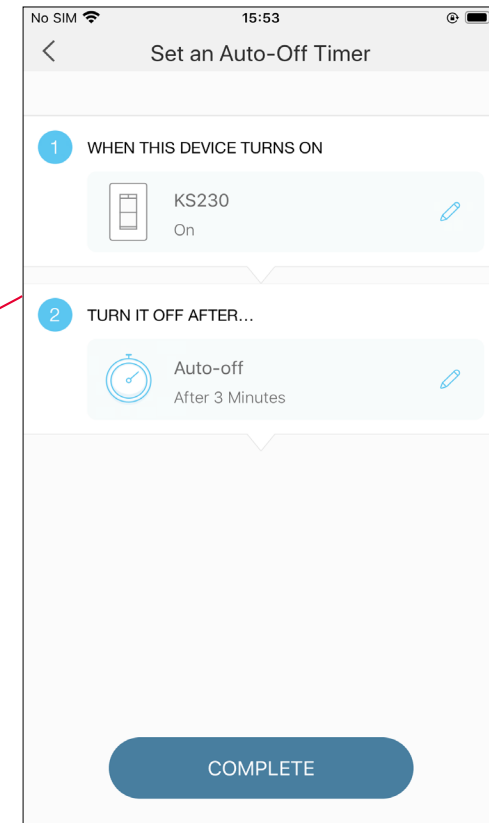 No SIM 15:53
Set an Auto-Off Timer
1 WHEN THIS DEVICE TURNS ON
KS230
On
2 TURN IT OFF AFTER...
Auto-off
After 3 Minutes
COMPLETE